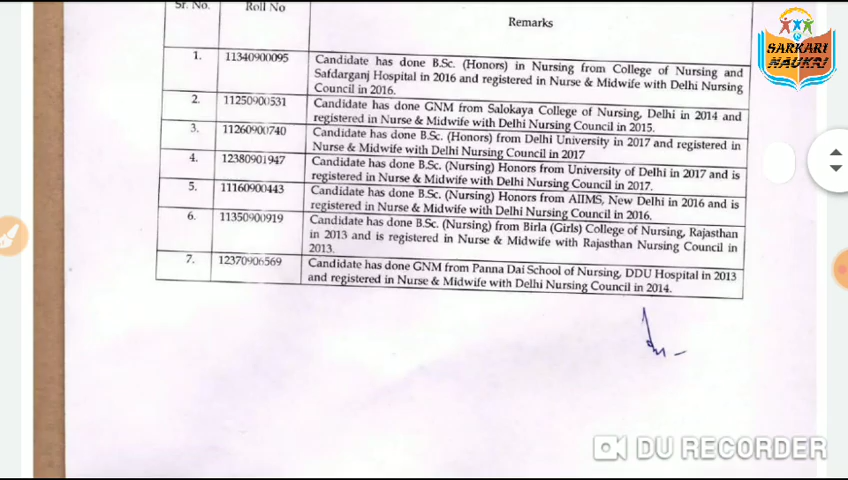 Sr. No. Roll No Remarks
1. 11340900095 Candidate has done B.Sc. (Honors) in Nursing from College of Nursing and
Safdarganj Hospital in 2016 and registered in Nurse & Midwife with Delhi Nursing
Council in 2016.
2. 11250900531 Candidate has done GNM from Salokaya College of Nursing, Delhi in 2014 and
registered in Nurse & Midwife with Delhi Nursing Council in 2015.
3. 11260900740 Candidate has done B.Sc. (Honors) from Delhi University in 2017 and registered in
Nurse & Midwife with Delhi Nursing Council in 2017
4. 12380901947 Candidate has done B.Sc. (Nursing) Honors from University of Delhi in 2017 and is
registered in Nurse & Midwife with Delhi Nursing Council in 2017.
5. 11160900443 Candidate has done B.Sc. (Nursing) Honors from AIIMS, New Delhi in 2016 and is
registered in Nurse & Midwife with Delhi Nursing Council in 2016.
6. 11350900919 Candidate has done B.Sc. (Nursing) from Birla (Girls) College of Nursing, Rajasthan
in 2013 and is registered in Nurse & Midwife with Rajasthan Nursing Council in
2013.
7. 12370906569 Candidate has done GNM from Panna Dai School of Nursing, DDU Hospital in 2013
and registered in Nurse & Midwife with Delhi Nursing Council in 2014.
SARKARI
NAUKRI
DU RECORDER